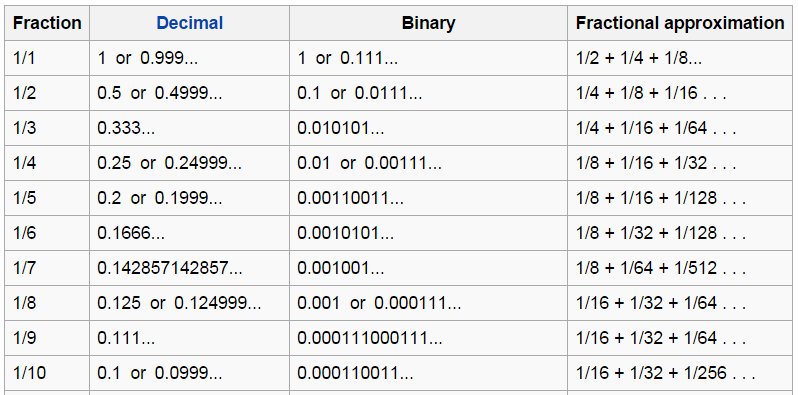 Fraction Decimal Binary Fractional approximation
1/1 1 or 0.999... 1 or 0.111... 1/2 + 1/4 + 1/8...
1/2 0.5 or 0.4999... 0.1 or 0.0111... 1/4 + 1/8 + 1/16 . . .
1/3 0.333... 0.010101... 1/4 + 1/16 + 1/64 . . .
1/4 0.25 or 0.24999... 0.01 or 0.00111... 1/8 + 1/16 + 1/32 . . .
1/5 0.2 or 0.1999... 0.00110011... 1/8 + 1/16 + 1/128 . . .
1/6 0.1666... 0.0010101... 1/8 + 1/32 + 1/128 . . .
1/7 0.142857142857... 0.001001... 1/8 + 1/64 + 1/512 . . .
1/8 0.125 or 0.124999... 0.001 or 0.000111... 1/16 + 1/32 + 1/64 . . .
1/9 0.111... 0.000111000111... 1/16 + 1/32 + 1/64 . . .
1/10 0.1 or 0.0999... 0.000110011... 1/16 + 1/32 + 1/256 . . .